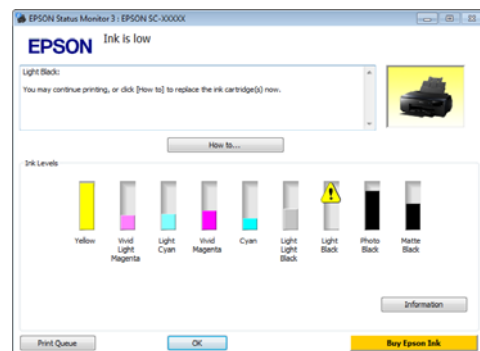 EPSON Status Monitor 3 : EPSON SC-XXXXX
EPSON
Ink is low
Light Black:
You may continue printing, or click [How to] to replace the ink cartridge(s) now.
How to...
Ink Levels
Yellow
Vivid
Light
Magenta
Light
Cyan
Vivid
Magenta
Cyan
Light
Light
Black
Light
Black
Photo
Black
Matte
Black
Information
Print Queue
OK
Buy Epson Ink